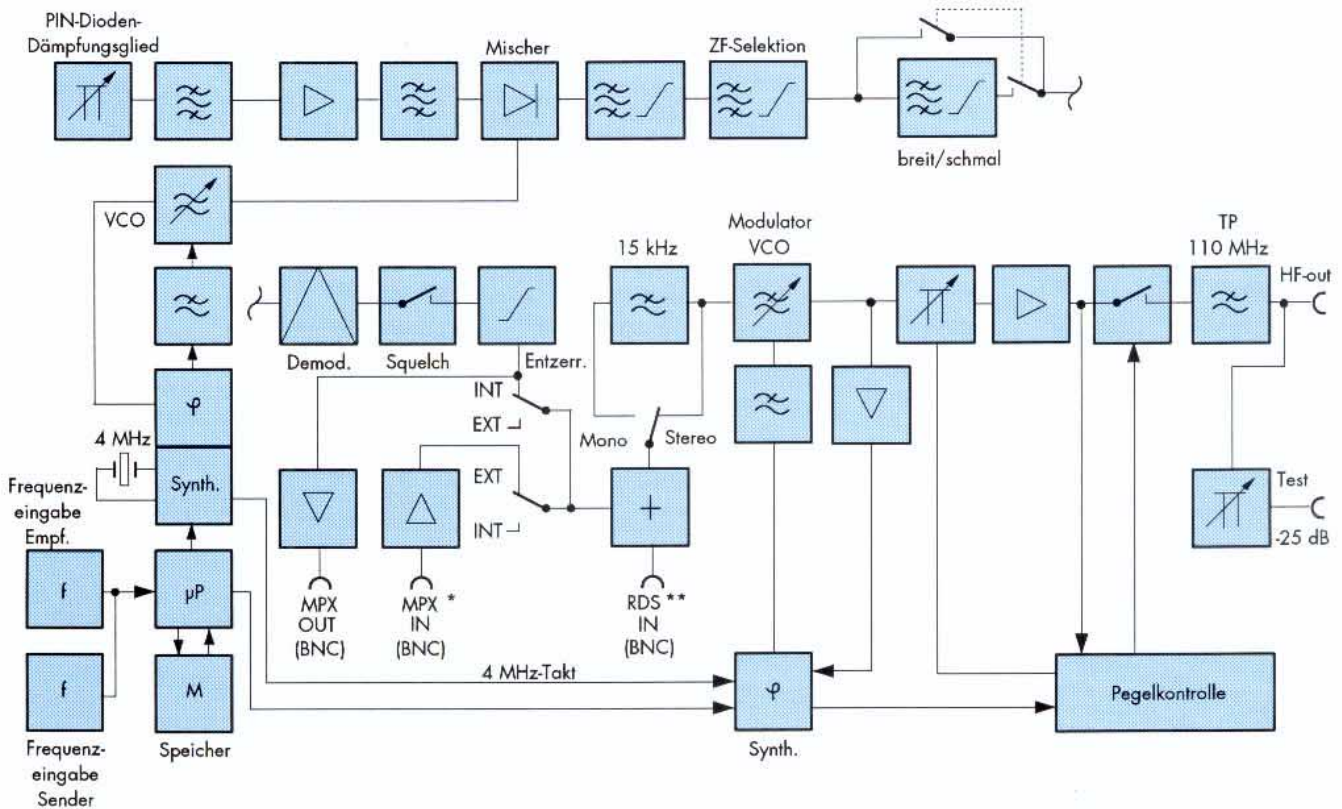 PIN-Dioden-
Dämpfungsglied
Mischer
ZF-Selektion
breit/schmal
VCO
15 kHz
Modulator
VCO
TP
110 MHz
HF-out
Demod.
Squelch
Entzerr.
INT
EXT
Mono
Stereo
φ
4 MHz
Synth.
EXT
INT
+
Test
-25 dB
Frequenz-
eingabe
Empf.
f
µP
MPX
OUT
(BNC)
MPX *
IN
(BNC)
RDS **
IN
(BNC)
4 MHz-Takt
f
M
φ
Pegelkontrolle
Frequenz-
eingabe
Sender
Speicher
Synth.